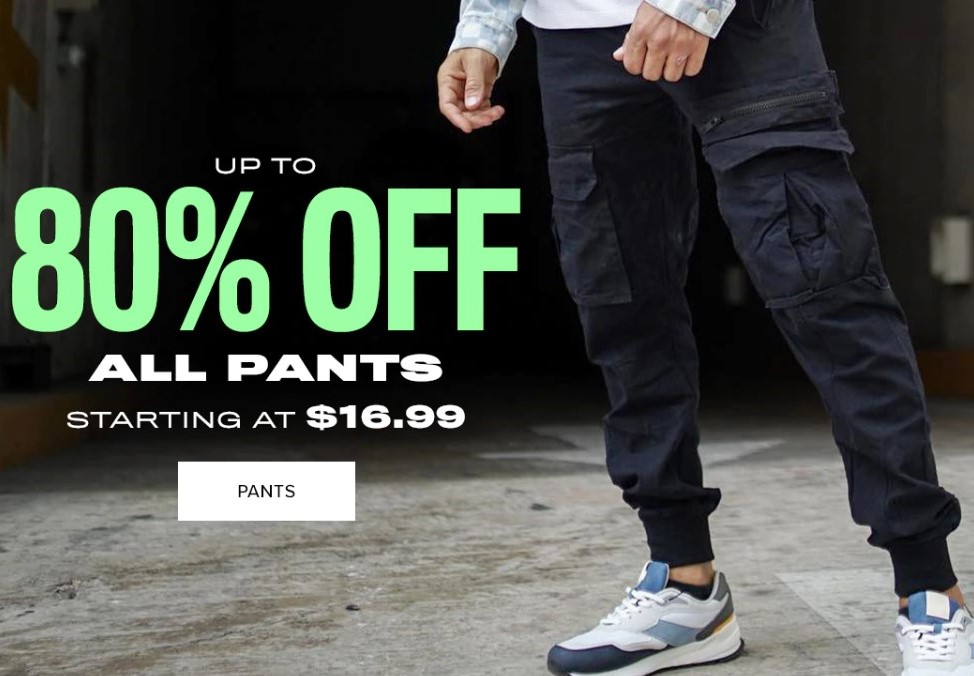 UP TO
80% OFF
ALL PANTS
STARTING AT $16.99
PANTS